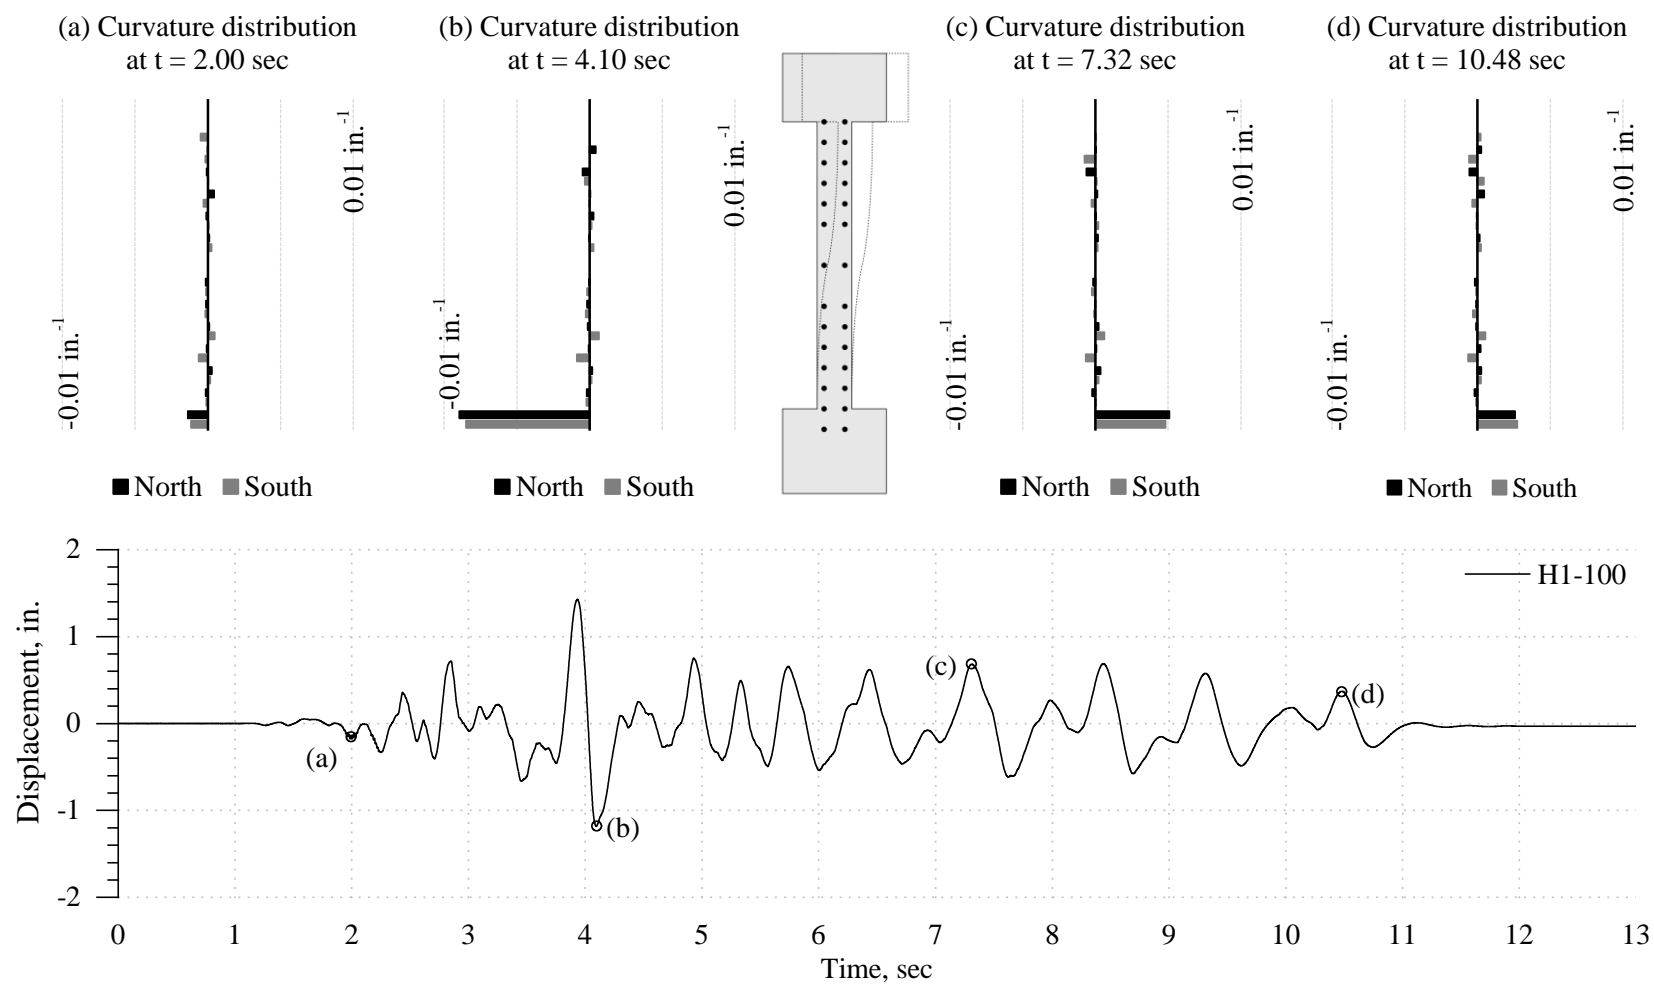 (a) Curvature distribution
at t = 2.00 sec
(b) Curvature distribution
at t = 4.10 sec
(c) Curvature distribution
at t = 7.32 sec
(d) Curvature distribution
at t = 10.48 sec
-0.01 in.⁻¹
0.01 in.⁻¹
-0.01 in.⁻¹
0.01 in.⁻¹
-0.01 in.⁻¹
0.01 in.⁻¹
-0.01 in.⁻¹
0.01 in.⁻¹
North South
North South
North South
North South
Displacement, in.
2
1
0
-1
-2
H1-100
(a)
(b)
(c)
(d)
0 1 2 3 4 5 6 7 8 9 10 11 12 13
Time, sec